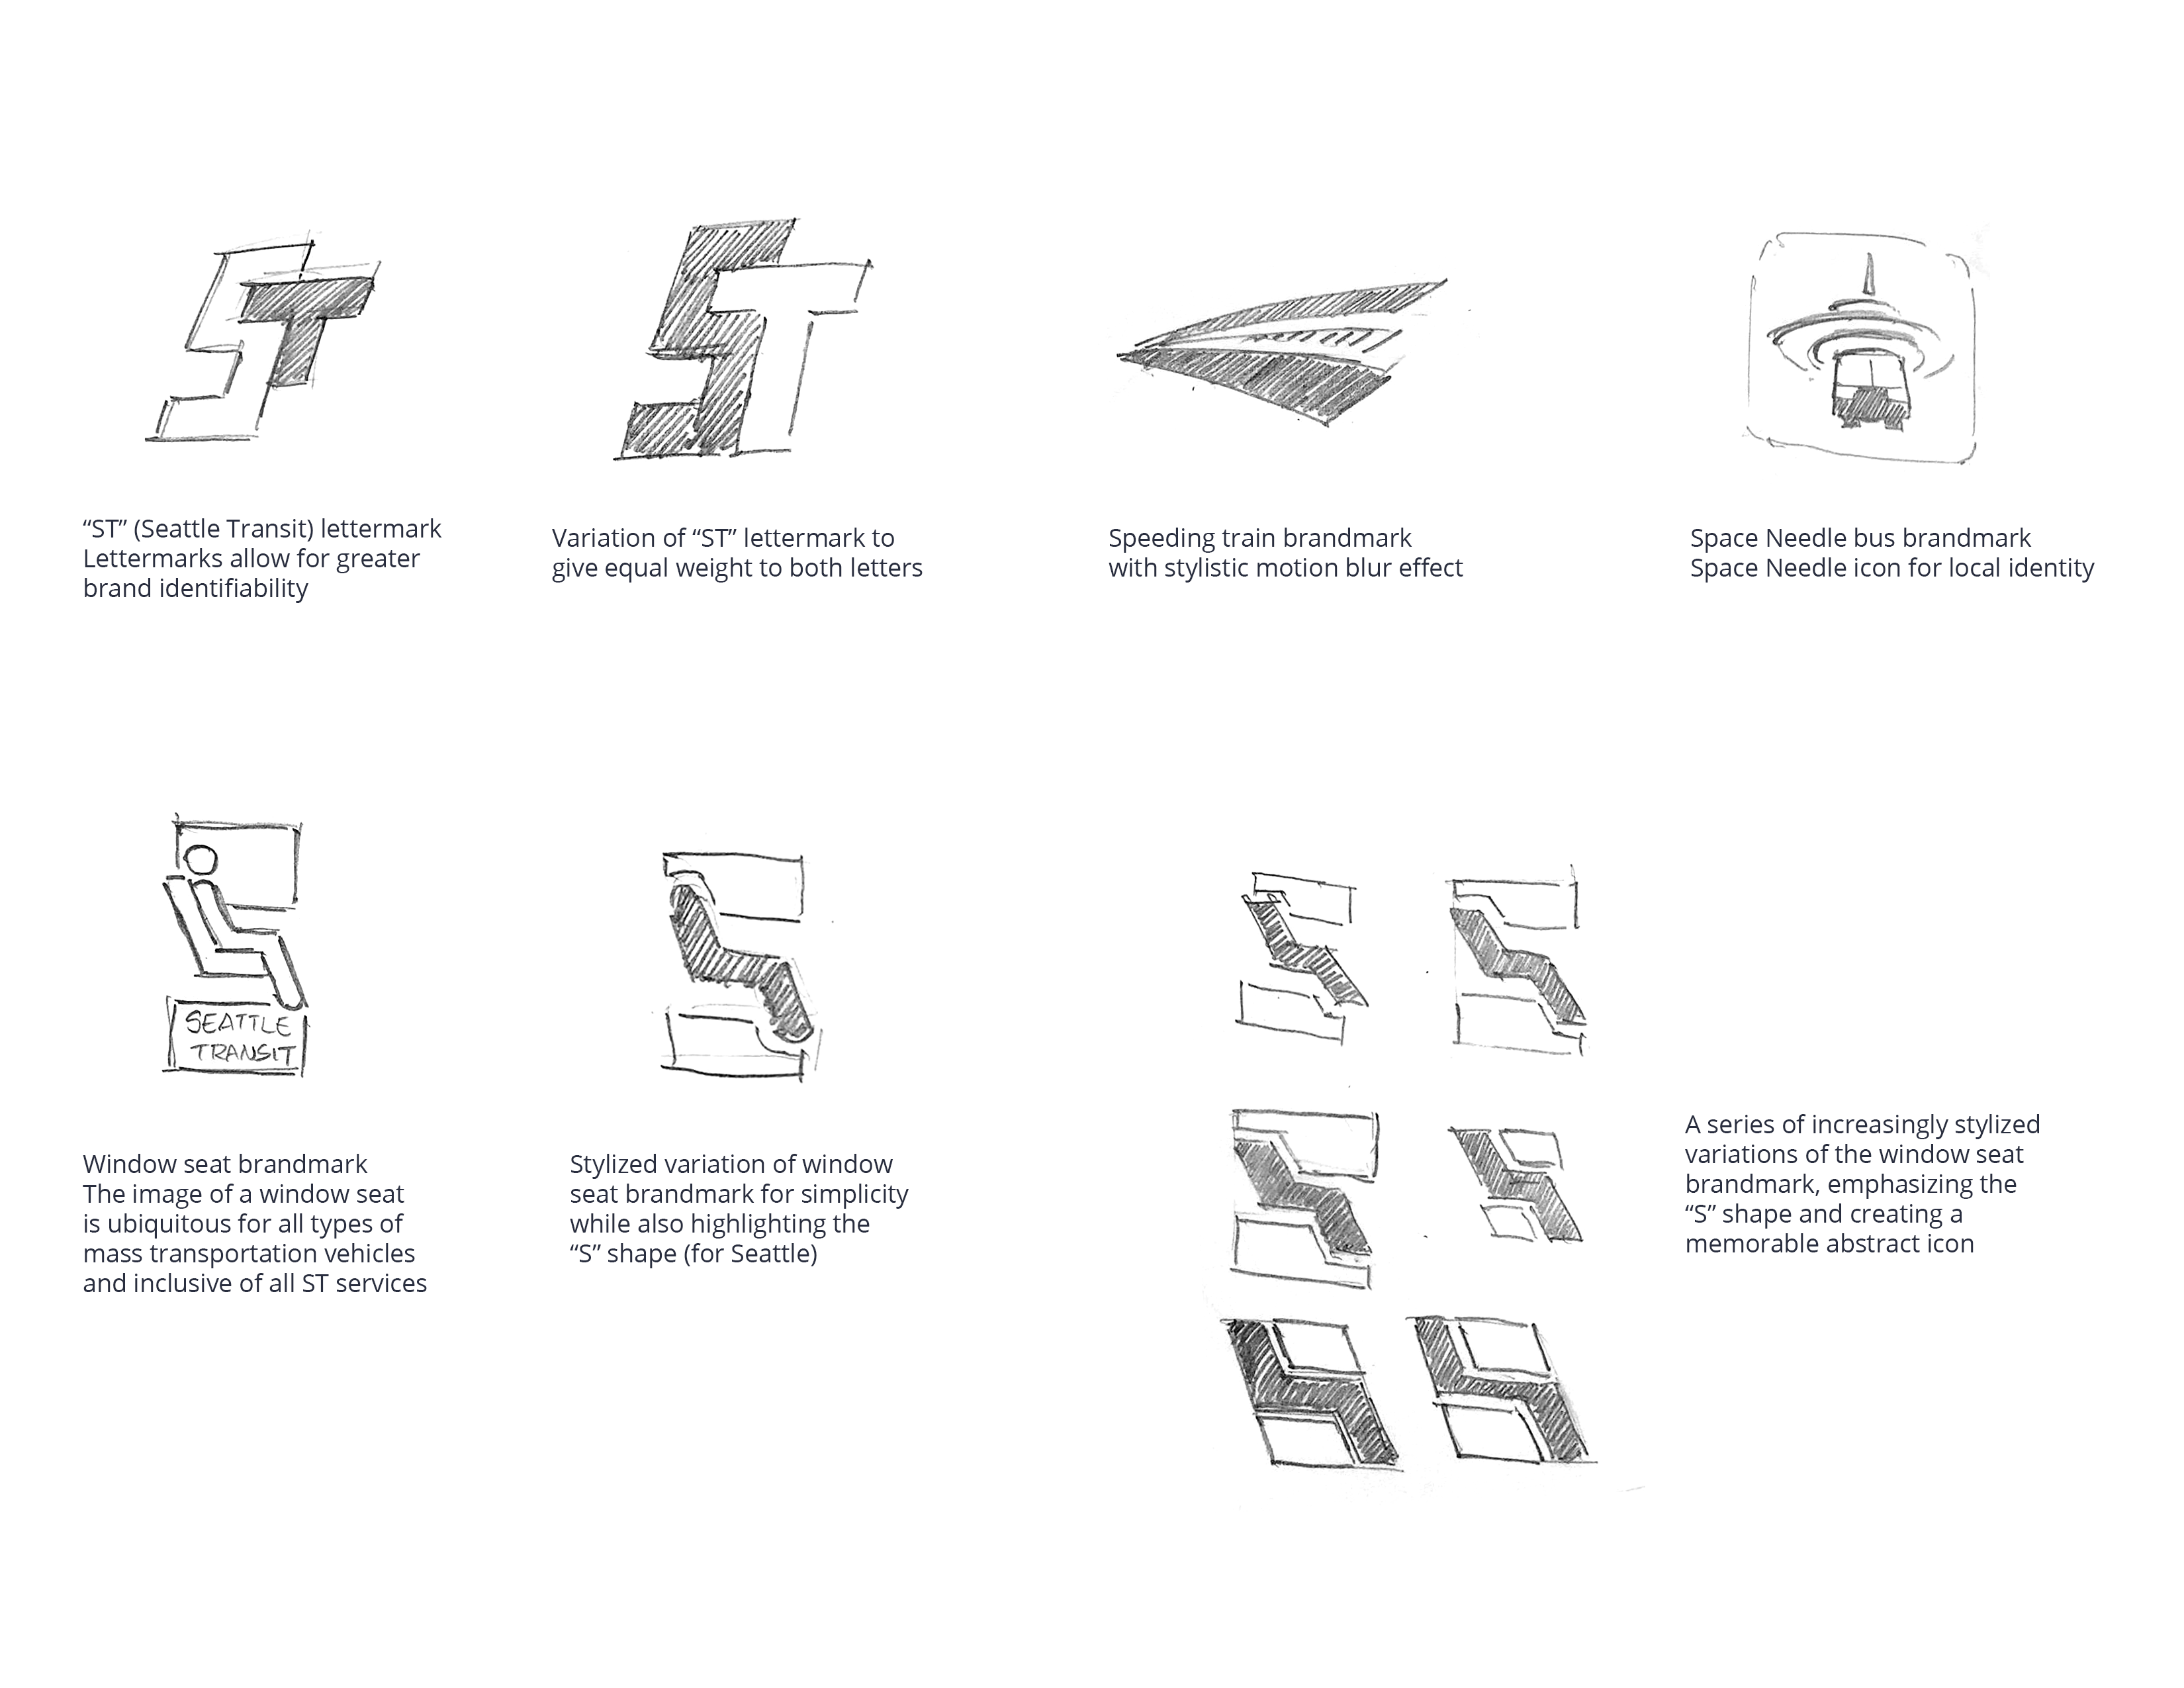 ST
ST
“ST” (Seattle Transit) lettermark
Lettermarks allow for greater
brand identifiability
Variation of “ST” lettermark to
give equal weight to both letters
Speeding train brandmark
with stylistic motion blur effect
Space Needle bus brandmark
Space Needle icon for local identity
SEATTLE
TRANSIT
Window seat brandmark
The image of a window seat
is ubiquitous for all types of
mass transportation vehicles
and inclusive of all ST services
Stylized variation of window
seat brandmark for simplicity
while also highlighting the
“S” shape (for Seattle)
A series of increasingly stylized
variations of the window seat
brandmark, emphasizing the
“S” shape and creating a
memorable abstract icon